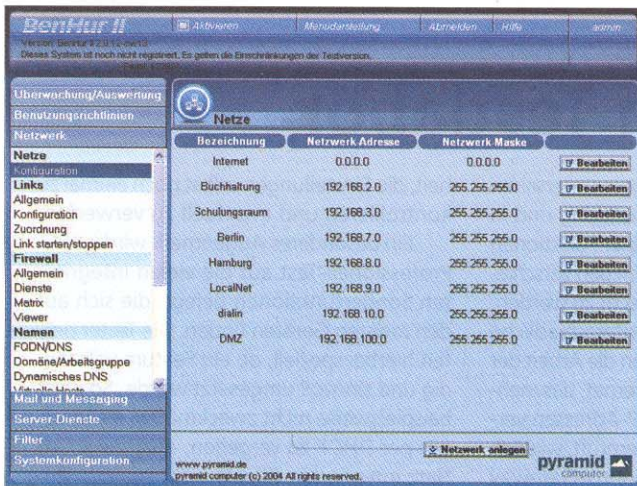 BenHur II
Aktivieren
Menüdarstellung
Abmelden
Hilfe
admin
Dieses System ist noch nicht registriert. Es gelten die Einschränkungen der Testversion.
Überwachung/Auswertung
Benutzungsrichtlinien
Netzwerk
Netze
Konfiguration
Links
Allgemein
Konfiguration
Zuordnung
Link starten/stoppen
Firewall
Allgemein
Dienste
Matrix
Viewer
Namen
FQDN/DNS
Domäne/Arbeitsgruppe
Dynamisches DNS
Virtuelle Hosts
Mail und Messaging
Server-Dienste
Filter
Systemkonfiguration
Netze
Bezeichnung Netzwerk Adresse Netzwerk Maske
Internet 0.0.0.0 0.0.0.0 Bearbeiten
Buchhaltung 192.168.2.0 255.255.255.0 Bearbeiten
Schulungsraum 192.168.3.0 255.255.255.0 Bearbeiten
Berlin 192.168.7.0 255.255.255.0 Bearbeiten
Hamburg 192.168.8.0 255.255.255.0 Bearbeiten
LocalNet 192.168.9.0 255.255.255.0 Bearbeiten
dialin 192.168.10.0 255.255.255.0 Bearbeiten
DMZ 192.168.100.0 255.255.255.0 Bearbeiten
Netzwerk anlegen
www.pyramid.de
pyramid computer (c) 2004 All rights reserved.
pyramid
computer